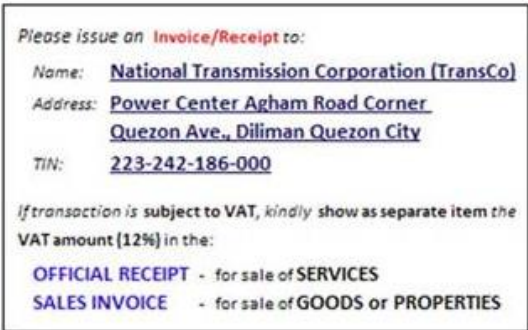 Please issue an Invoice/Receipt to:
Name: National Transmission Corporation (TransCo)
Address: Power Center Agham Road Corner
Quezon Ave., Diliman Quezon City
TIN: 223-242-186-000
If transaction is subject to VAT, kindly show as separate item the
VAT amount (12%) in the:
OFFICIAL RECEIPT - for sale of SERVICES
SALES INVOICE - for sale of GOODS or PROPERTIES